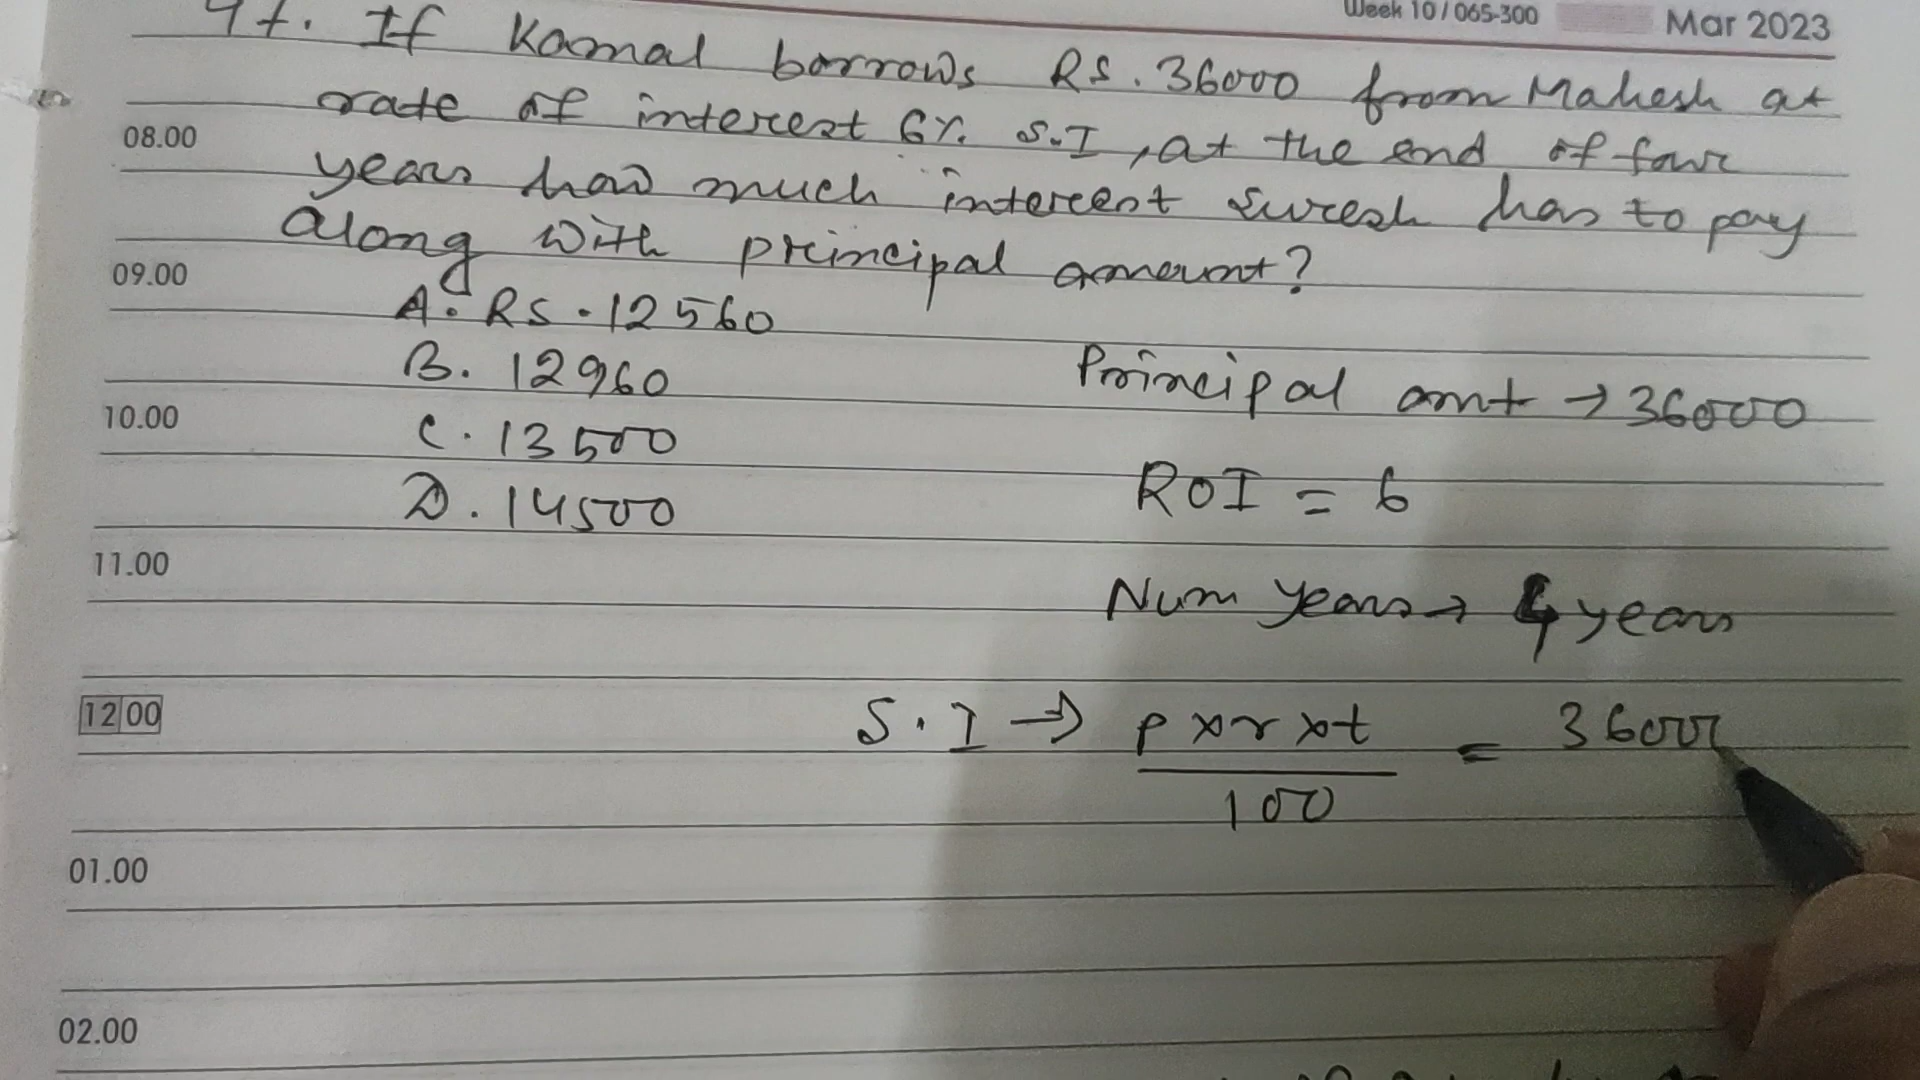 Week 10 / 065-300
Mar 2023
47. If Kamal borrows Rs. 36000 from Mahesh at
rate of interest 6%. S.I, at the end of four
08.00
years how much interest Suresh has to pay
along with principal amount?
09.00
A. RS. 12560
B. 12960
Principal amt → 36000
10.00
C. 13500
ROI = 6
D. 14500
11.00
Num years → 4 years
12 00
S.I → p x r x t = 36000
100
01.00
02.00